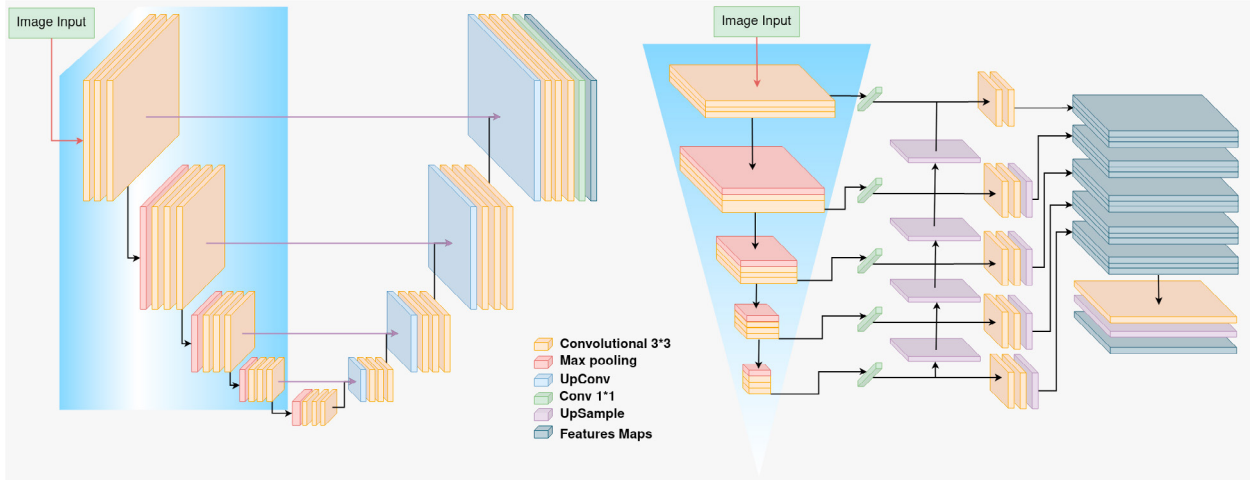 Image Input
Image Input
Convolutional 3*3
Max pooling
UpConv
Conv 1*1
UpSample
Features Maps